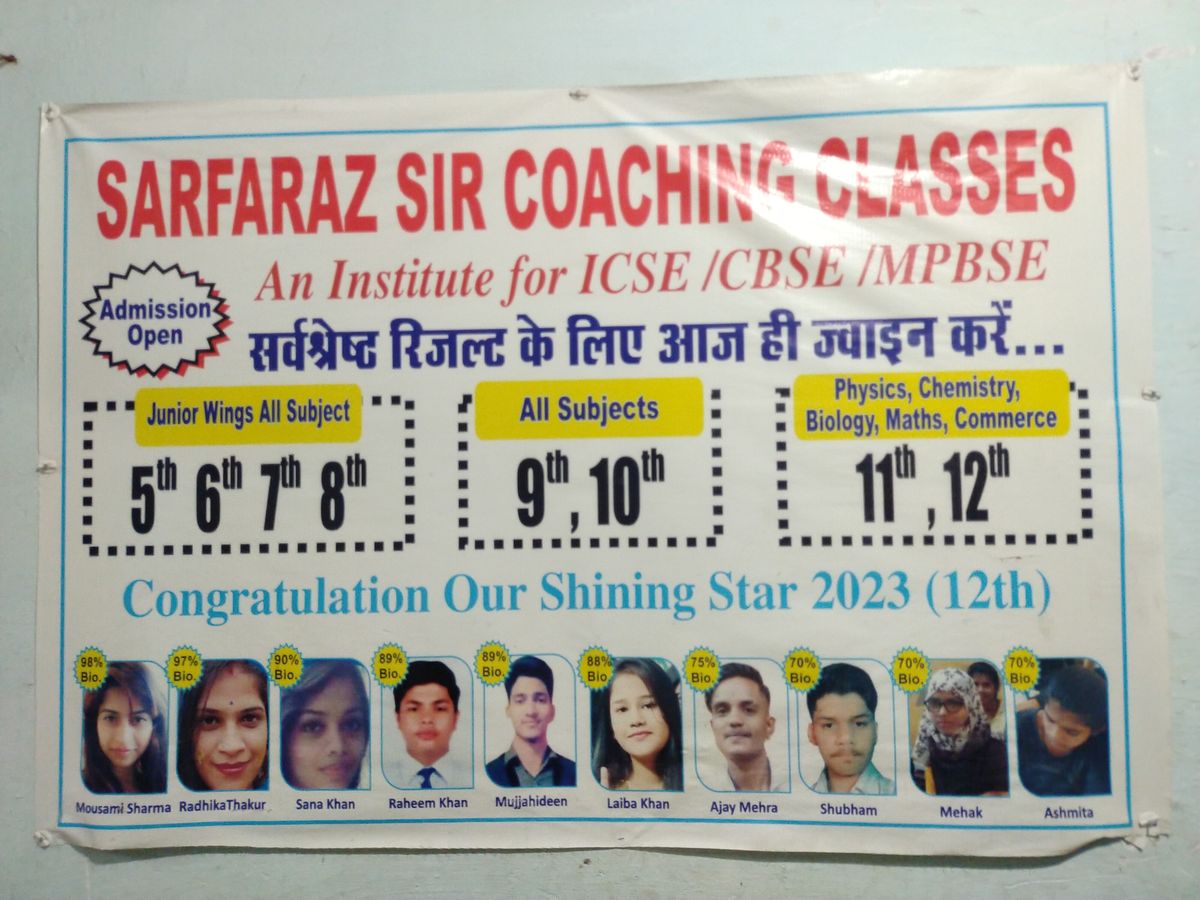 SARFARAZ SIR COACHING CLASSES
An Institute for ICSE /CBSE /MPBSE
Admission
Open
सर्वश्रेष्ठ रिजल्ट के लिए आज ही ज्वाइन करें...
Junior Wings All Subject
5th 6th 7th 8th
All Subjects
9th, 10th
Physics, Chemistry,
Biology, Maths, Commerce
11th, 12th
Congratulation Our Shining Star 2023 (12th)
98%
Bio.
97%
Bio.
90%
Bio.
89%
Bio.
89%
Bio.
88%
Bio
75%
Bio.
70%
Bio.
70%
Bio.
70%
Bio.
Mousami Sharma RadhikaThakur Sana Khan Raheem Khan Mujjahideen Laiba Khan Ajay Mehra Shubham Mehak Ashmita